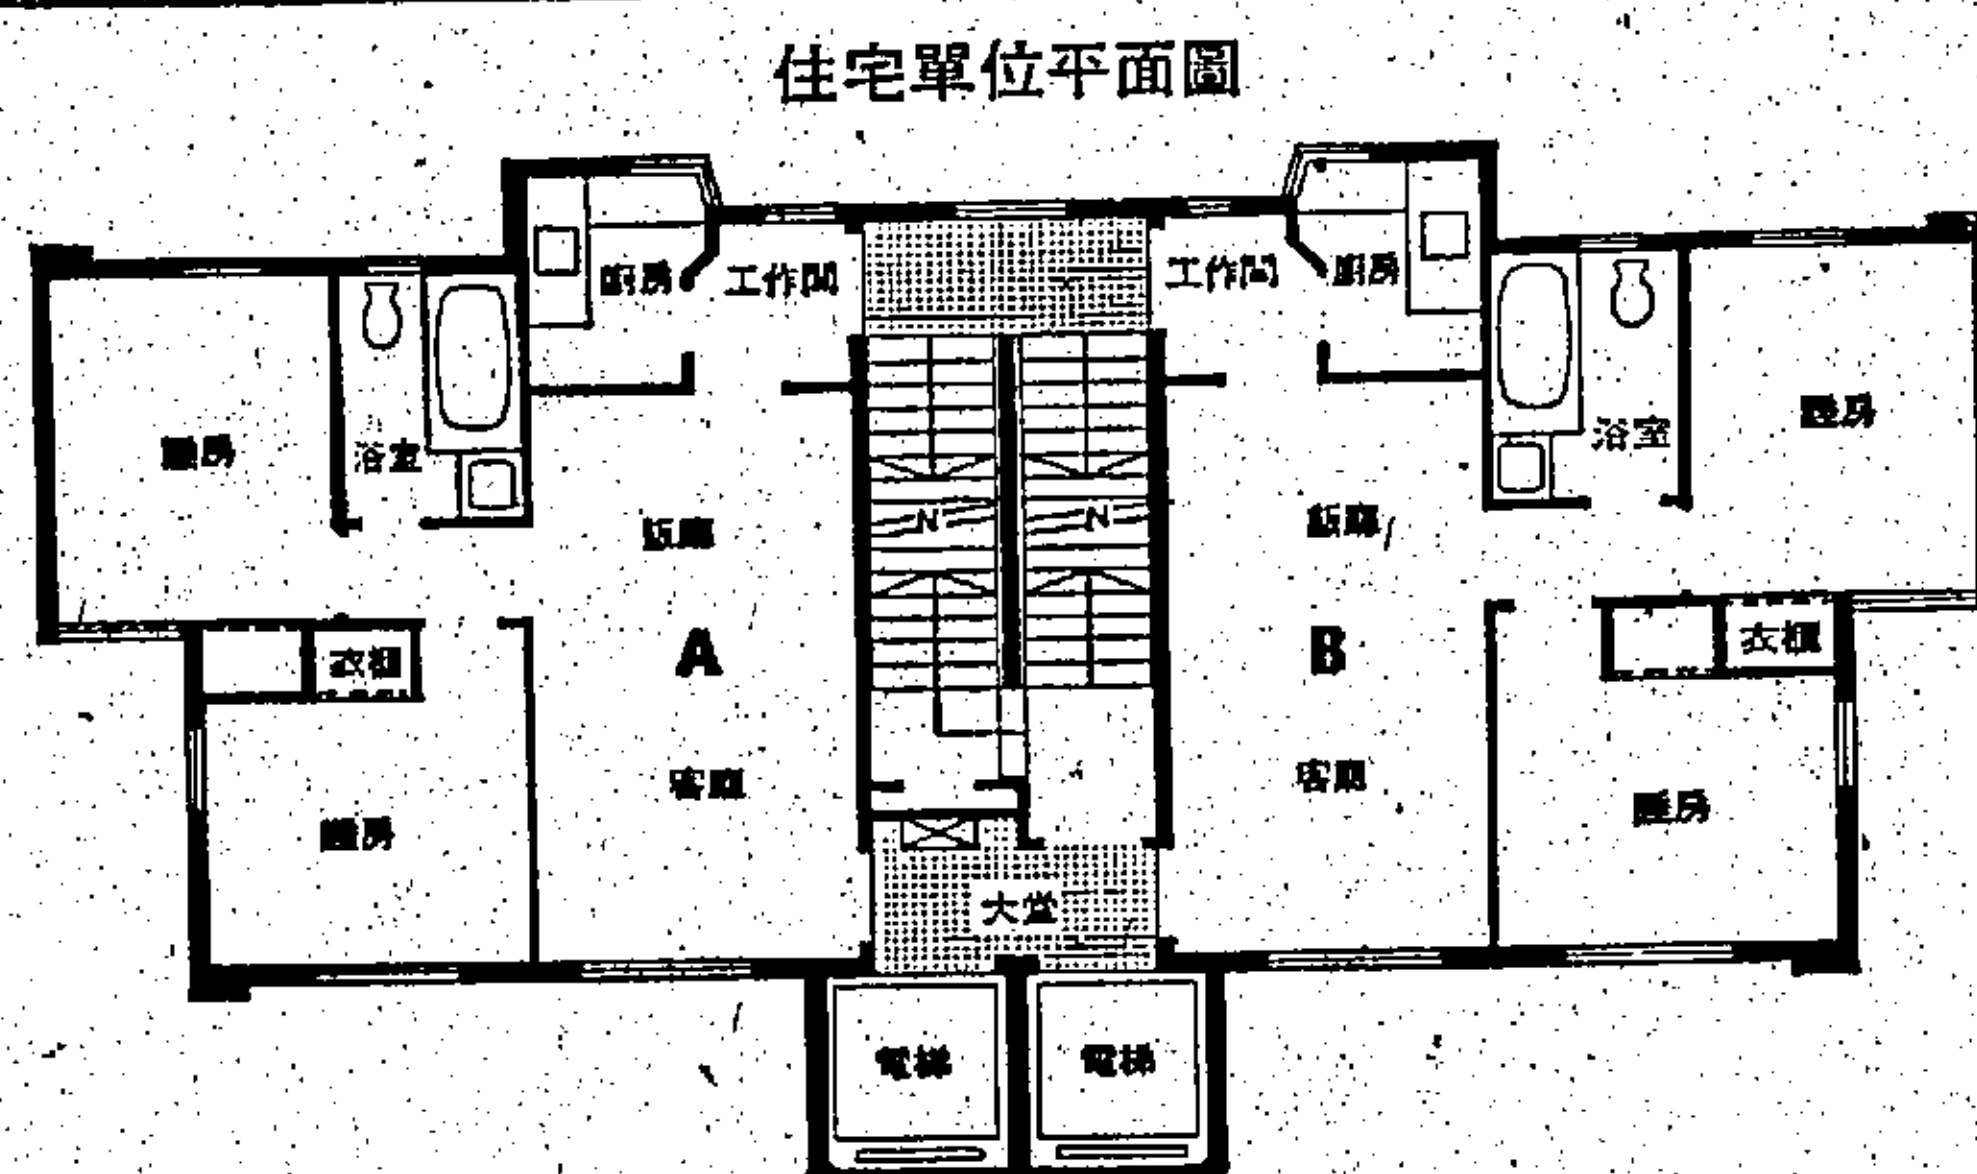 住宅單位平面圖
廚房
工作間
工作間
廚房
睡房
浴室
浴室
睡房
飯廳
飯廳
N
N
A
B
衣櫃
衣櫃
客廳
客廳
睡房
睡房
大堂
電梯
電梯